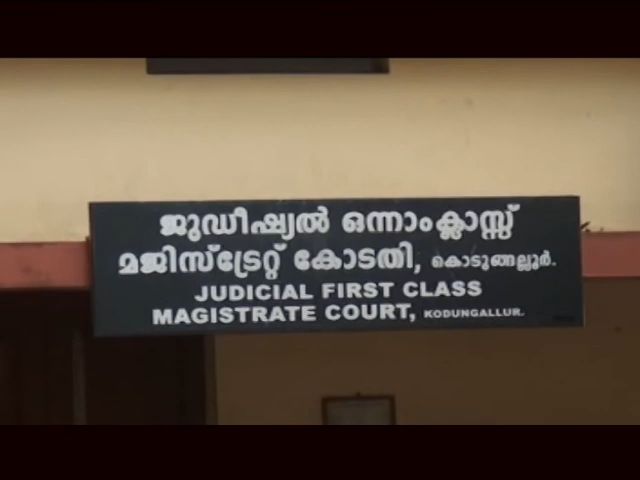 ജുഡീഷ്യൽ ഒന്നാംക്ലാസ്സ്
മജിസ്ട്രേറ്റ് കോടതി, കൊടുങ്ങല്ലൂർ.
JUDICIAL FIRST CLASS
MAGISTRATE COURT, KODUNGALLUR.